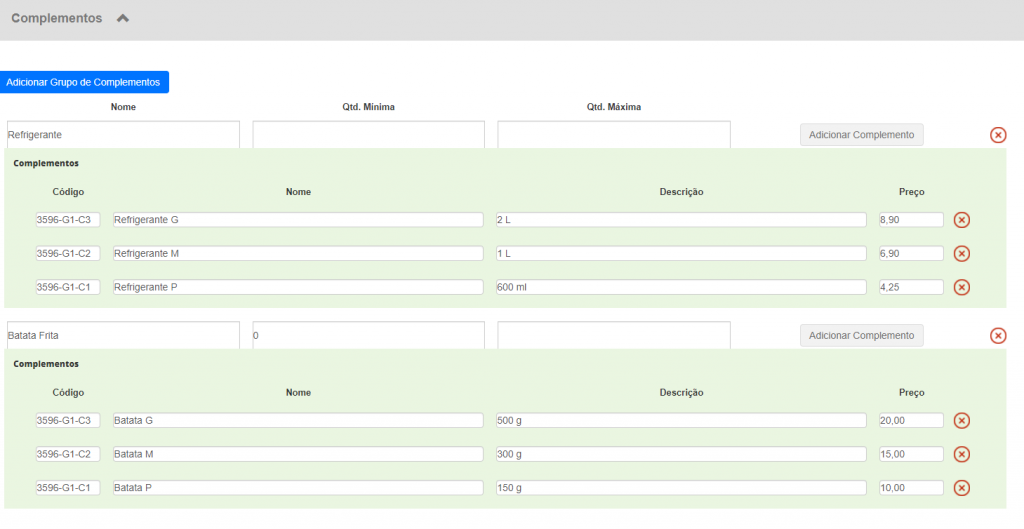 Complementos
Adicionar Grupo de Complementos
Nome Qtd. Mínima Qtd. Máxima
Refrigerante Adicionar Complemento
Complementos
Código Nome Descrição Preço
3596-G1-C3 Refrigerante G 2 L 8,90
3596-G1-C2 Refrigerante M 1 L 6,90
3596-G1-C1 Refrigerante P 600 ml 4,25
Batata Frita 0 Adicionar Complemento
Complementos
Código Nome Descrição Preço
3596-G1-C3 Batata G 500 g 20,00
3596-G1-C2 Batata M 300 g 15,00
3596-G1-C1 Batata P 150 g 10,00